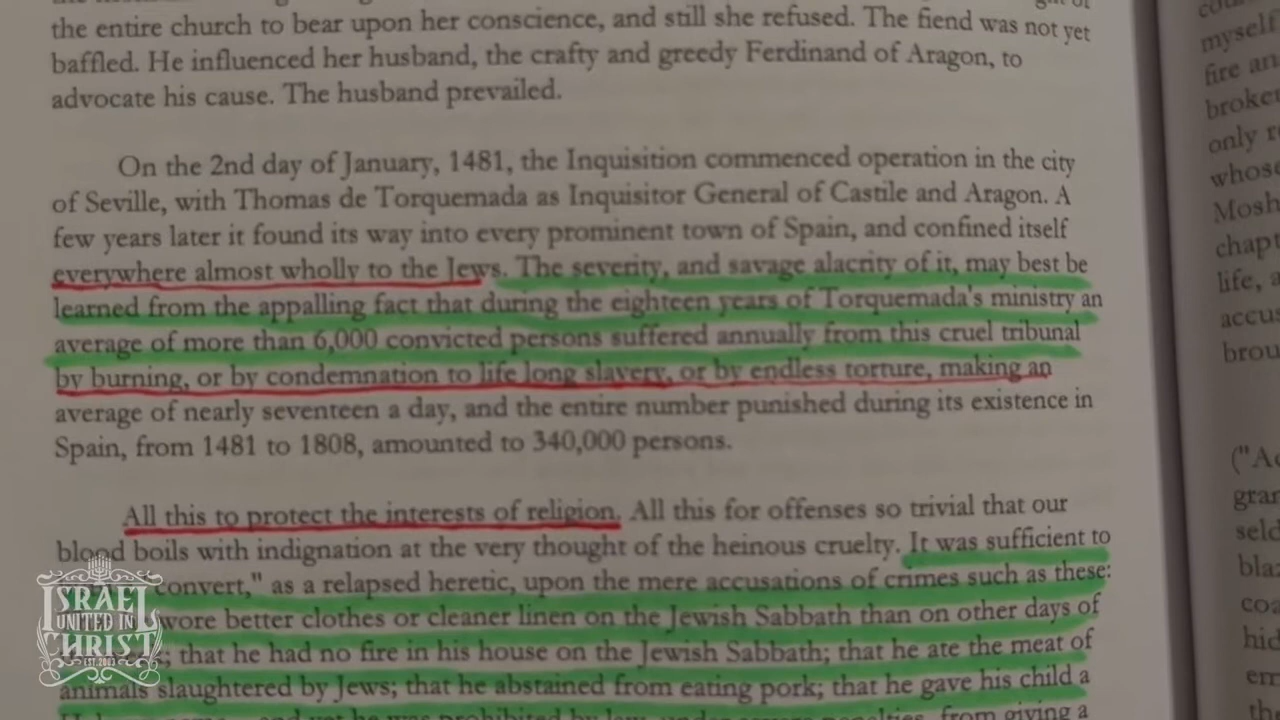 the entire church to bear upon her conscience, and still she refused. The fiend was not yet
baffled. He influenced her husband, the crafty and greedy Ferdinand of Aragon, to
advocate his cause. The husband prevailed.
On the 2nd day of January, 1481, the Inquisition commenced operation in the city
of Seville, with Thomas de Torquemada as Inquisitor General of Castile and Aragon. A
few years later it found its way into every prominent town of Spain, and confined itself
everywhere almost wholly to the Jews. The severity, and savage alacrity of it, may best be
learned from the appalling fact that during the eighteen years of Torquemada's ministry an
average of more than 6,000 convicted persons suffered annually from this cruel tribunal
by burning, or by condemnation to life long slavery, or by endless torture, making an
average of nearly seventeen a day, and the entire number punished during its existence in
Spain, from 1481 to 1808, amounted to 340,000 persons.
All this to protect the interests of religion. All this for offenses so trivial that our
blood boils with indignation at the very thought of the heinous cruelty. It was sufficient to
convert," as a relapsed heretic, upon the mere accusations of crimes such as these:
wore better clothes or cleaner linen on the Jewish Sabbath than on other days of
; that he had no fire in his house on the Jewish Sabbath; that he ate the meat of
animals slaughtered by Jews; that he abstained from eating pork; that he gave his child a
from giving a
myself
fire an
only
whose
Mosh
chapt
life, a
accus
brou
("Ac
gran
seld
bla
coa
hid
em
the
ISRAEL
UNITED IN
CHRIST
EST. 2003